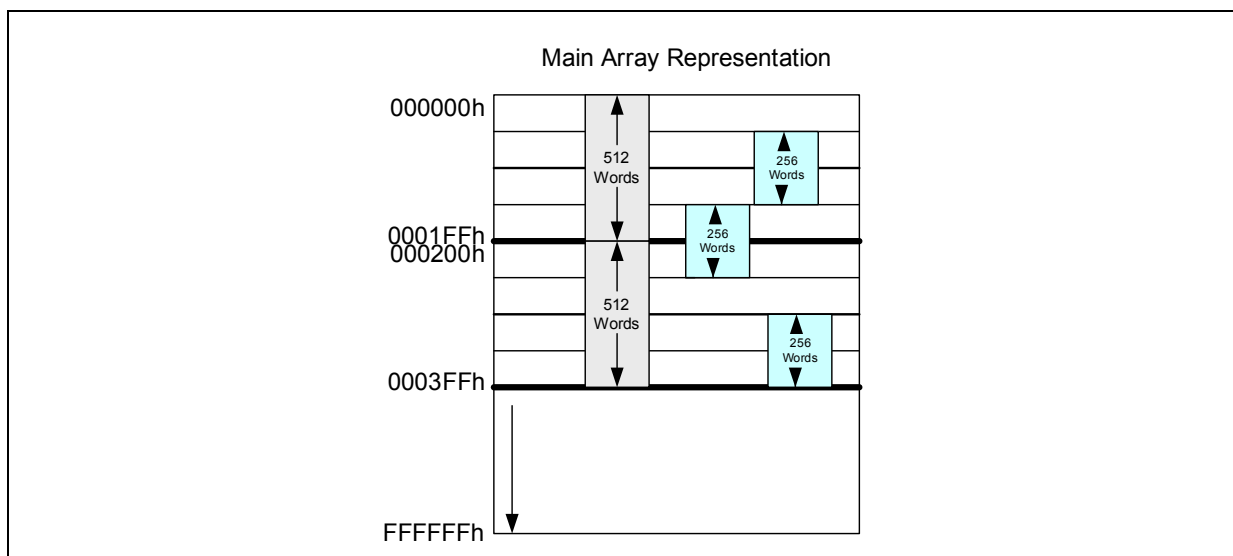 Main Array Representation
000000h
512
Words
256
Words
0001FFh
000200h
256
Words
512
Words
256
Words
0003FFh
FFFFFFh